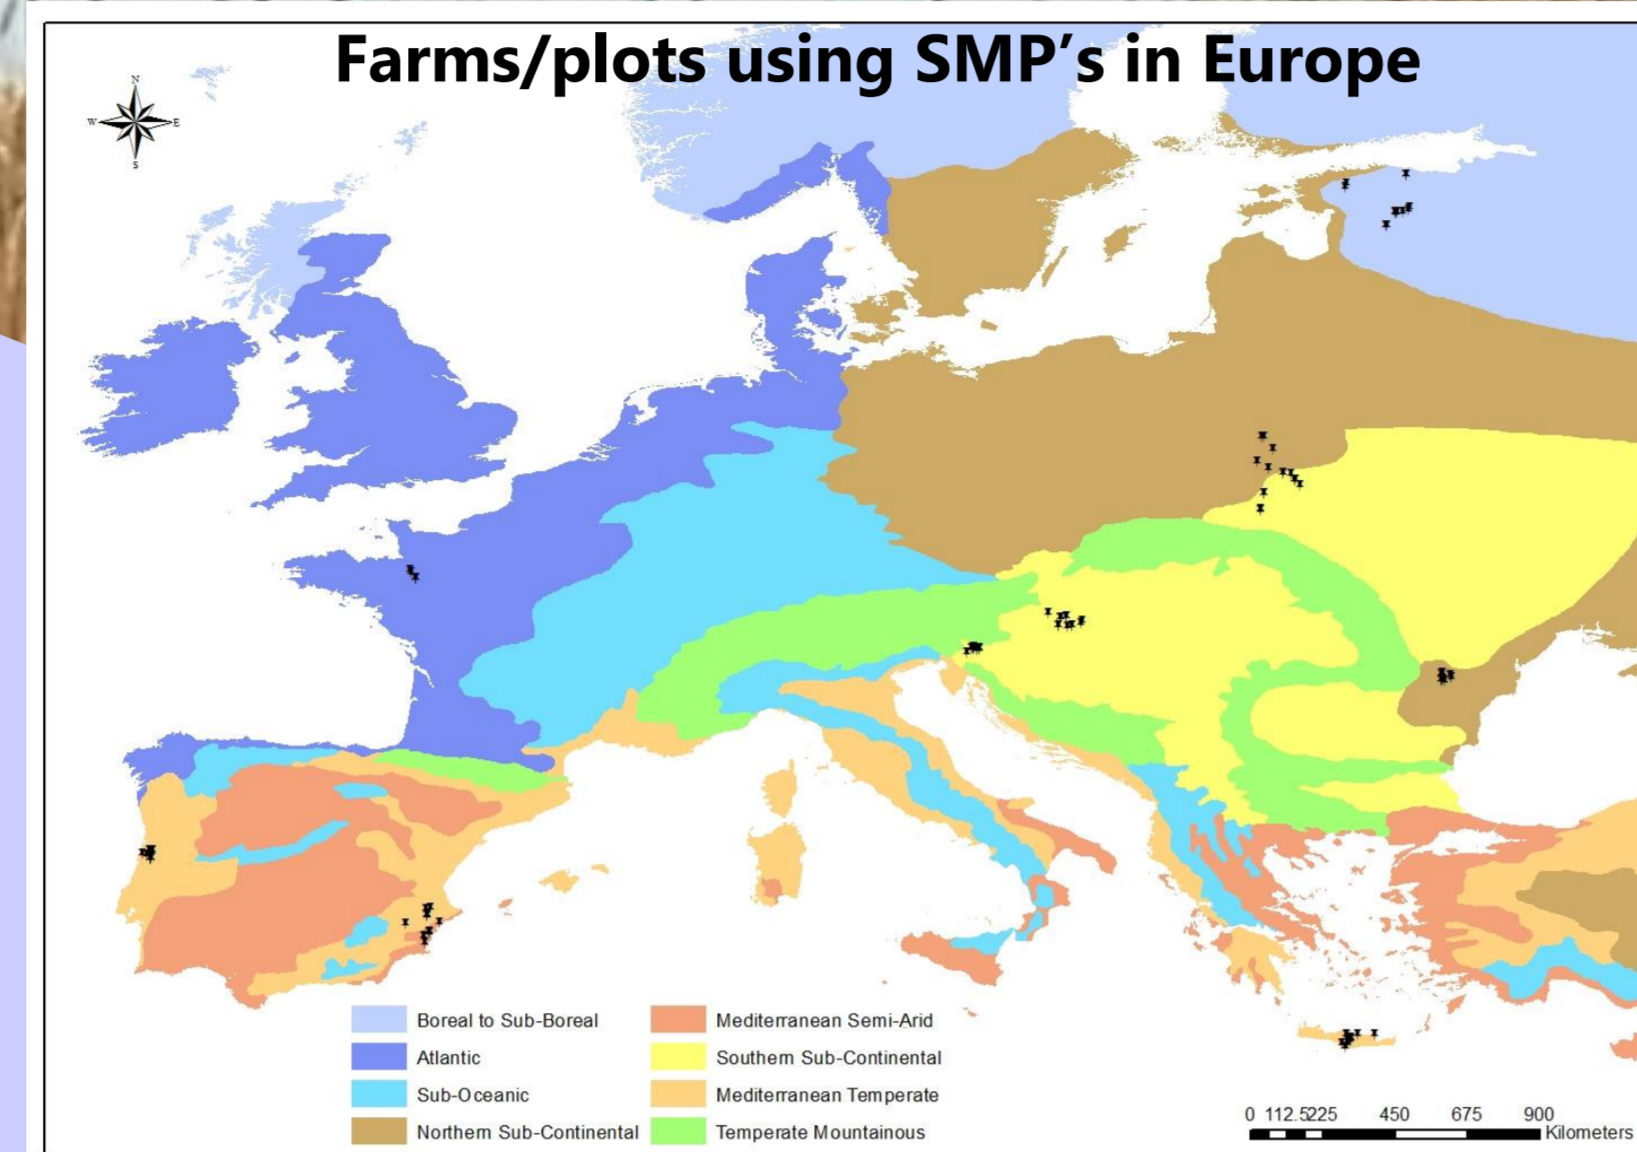 Farms/plots using SMP’s in Europe
N
W E
S
Boreal to Sub-Boreal
Atlantic
Sub-Oceanic
Northern Sub-Continental
Mediterranean Semi-Arid
Southern Sub-Continental
Mediterranean Temperate
Temperate Mountainous
0 112.5225 450 675 900
Kilometers